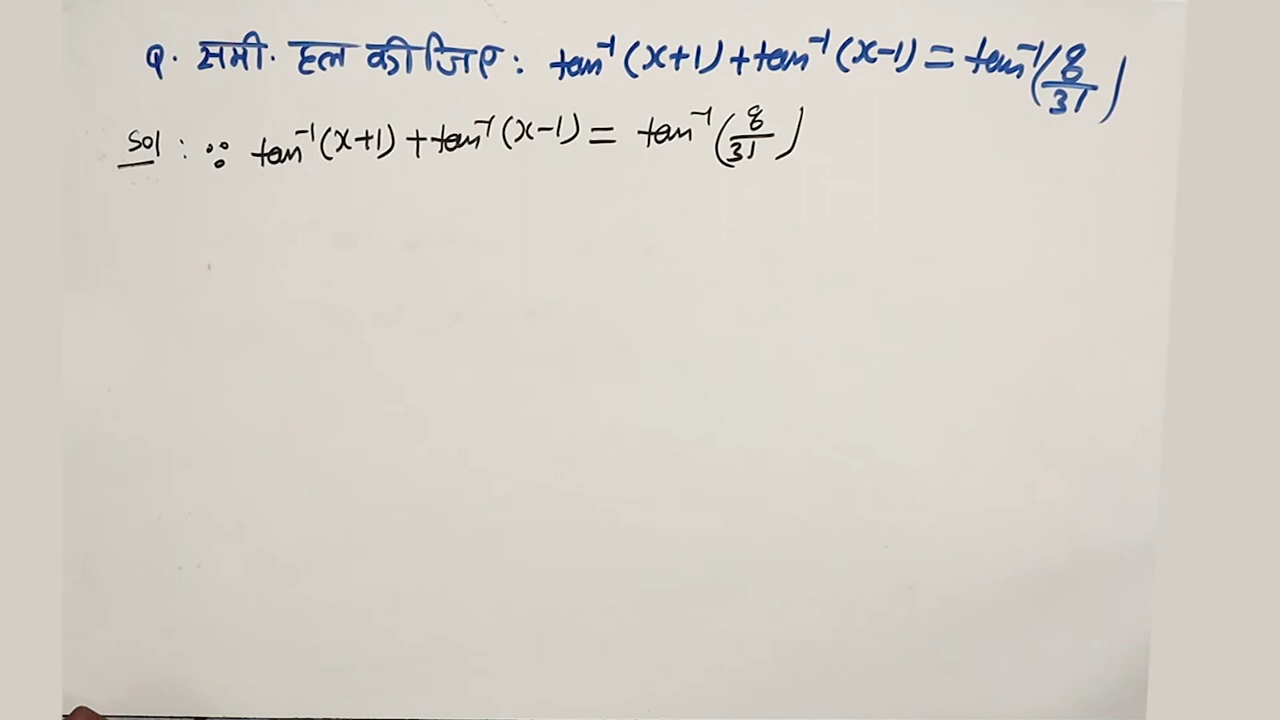 Q. समी. हल कीजिए: tan⁻¹(x+1)+tan⁻¹(x-1)=tan⁻¹(8/31)
Sol : ∵ tan⁻¹(x+1)+tan⁻¹(x-1)=tan⁻¹(8/31)